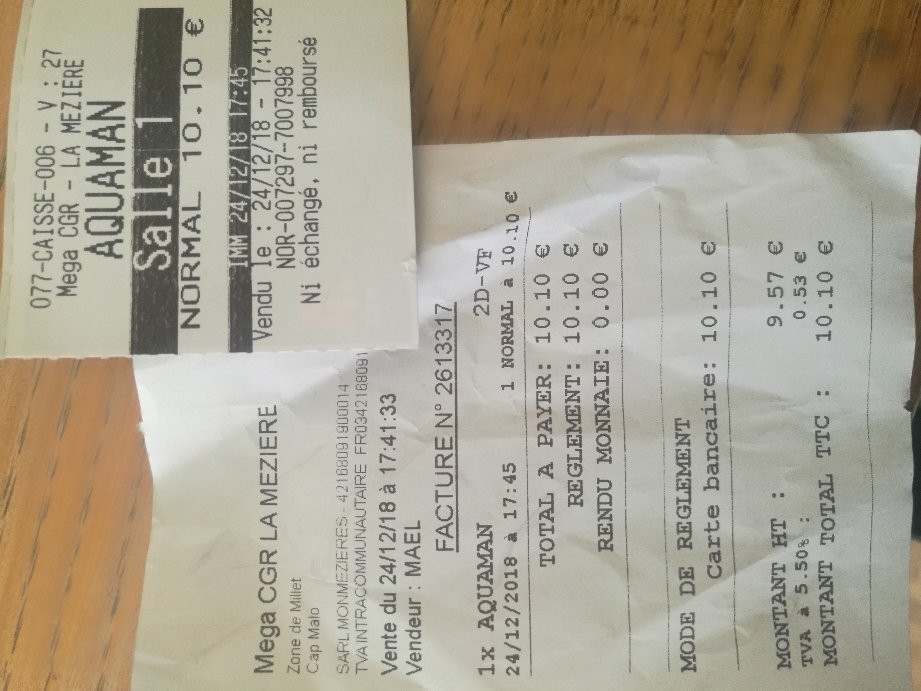 077-CAISSE-006 - V : 27
Mega CGR - LA MEZIERE
AQUAMAN
Salle 1
NORMAL 10.10 €
IMM 24/12/18 17:45
Vendu le : 24/12/18 - 17:41:32
NOR-007297-7007998
Ni échangé, ni remboursé
Mega CGR LA MEZIERE
Zone de Millet
Cap Malo
SARL MONMEZIERES - 42168091900014
TVA INTRACOMMUNAUTAIRE FR0342168091
Vente du 24/12/18 à 17:41:33
Vendeur : MAEL
FACTURE N° 2613317
1x AQUAMAN 2D-VF
24/12/2018 à 17:45 1 NORMAL à 10.10 €
TOTAL A PAYER: 10.10 €
REGLEMENT: 10.10 €
RENDU MONNAIE: 0.00 €
MODE DE REGLEMENT
Carte bancaire: 10.10 €
MONTANT HT : 9.57 €
TVA à 5.50% : 0.53 €
MONTANT TOTAL TTC : 10.10 €